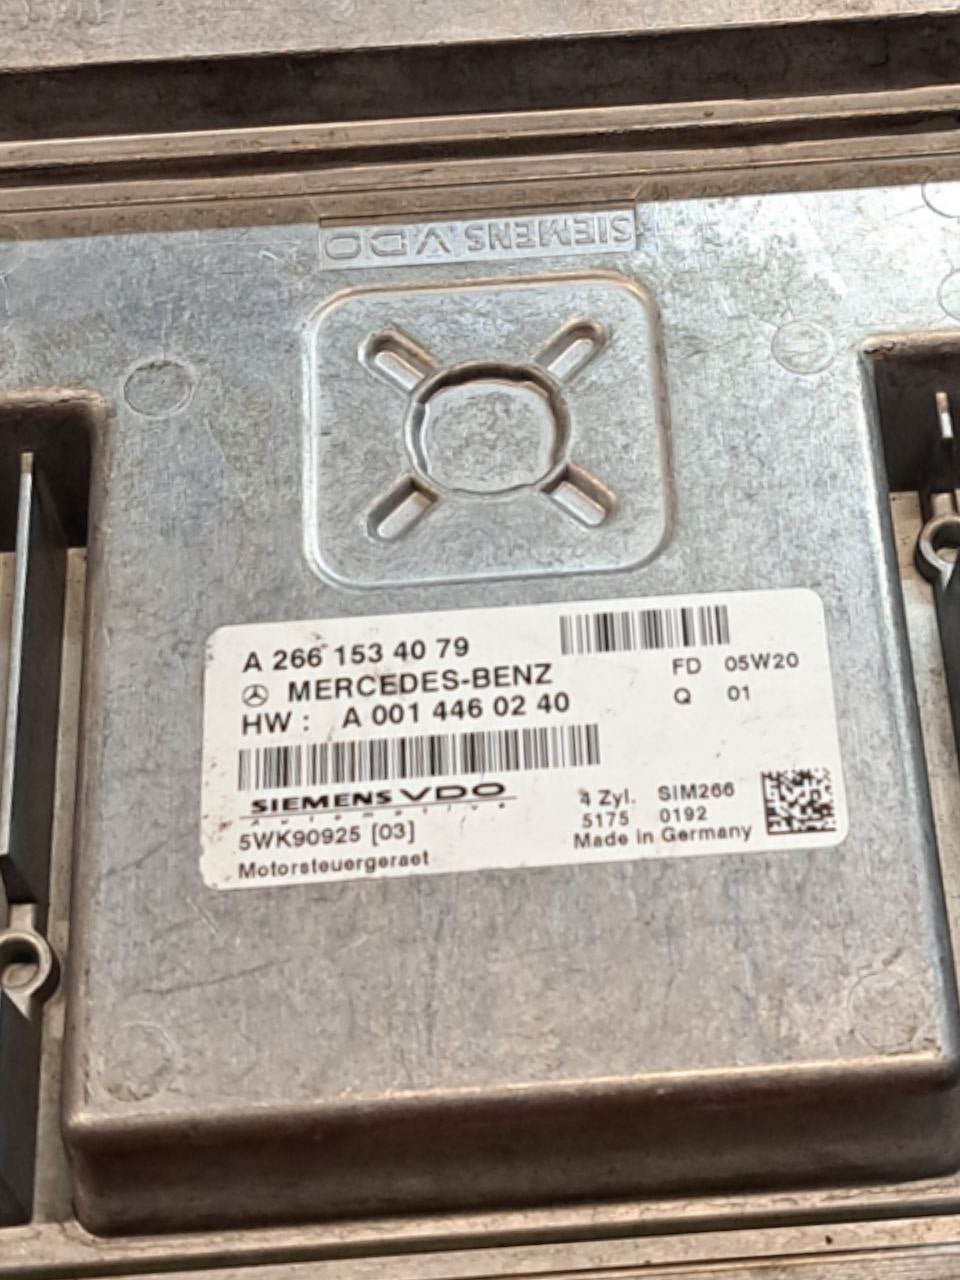 SIEMENS VDO
A 266 153 40 79
MERCEDES-BENZ
HW : A 001 446 02 40
FD 05W20
Q 01
SIEMENS VDO
Automotive
5WK90925 [03]
Motorsteuergeraet
4 Zyl. SIM266
5175 0192
Made in Germany